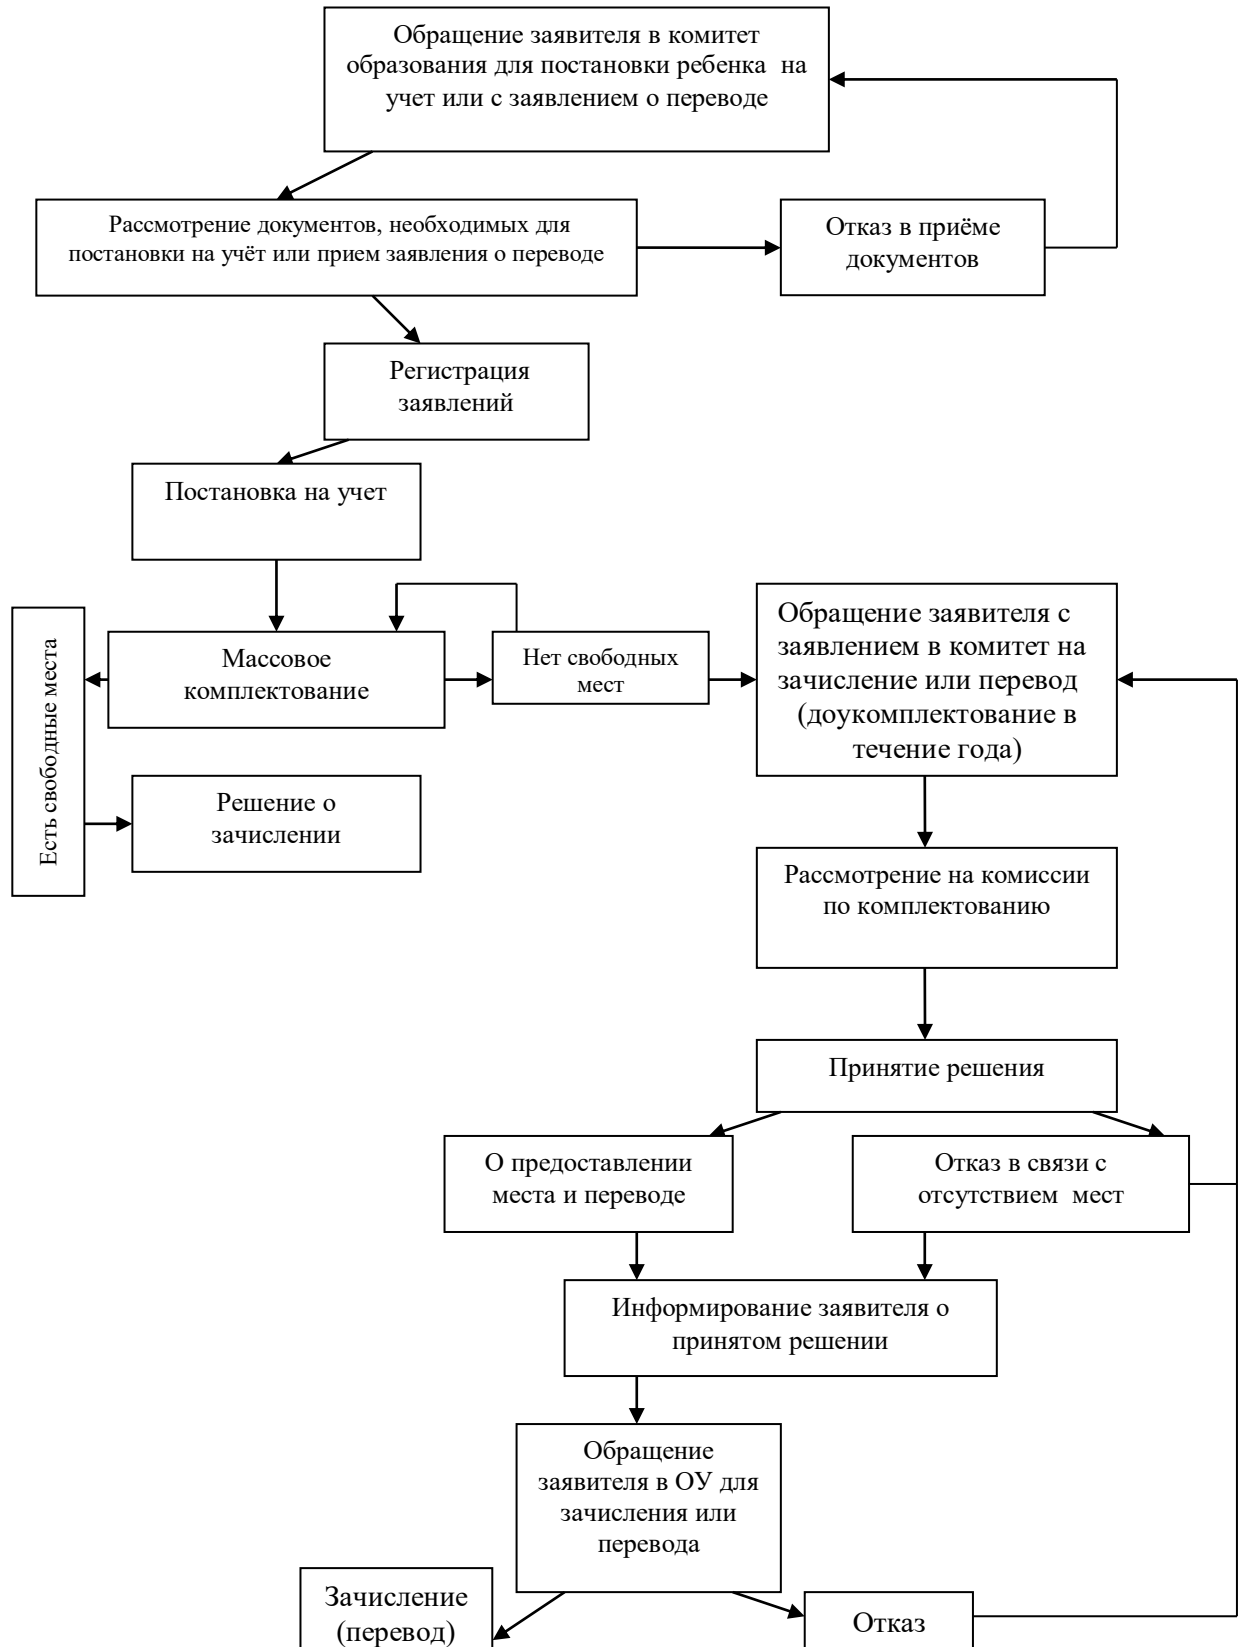 Обращение заявителя в комитет
образования для постановки ребенка на
учет или с заявлением о переводе
Рассмотрение документов, необходимых для
постановки на учёт или прием заявления о переводе
Отказ в приёме
документов
Регистрация
заявлений
Постановка на учет
Есть свободные места
Массовое
комплектование
Нет свободных
мест
Обращение заявителя с
заявлением в комитет на
зачисление или перевод
(доукомплектование в
течение года)
Решение о
зачислении
Рассмотрение на комиссии
по комплектованию
Принятие решения
О предоставлении
места и переводе
Отказ в связи с
отсутствием мест
Информирование заявителя о
принятом решении
Обращение
заявителя в ОУ для
зачисления или
перевода
Зачисление
(перевод)
Отказ